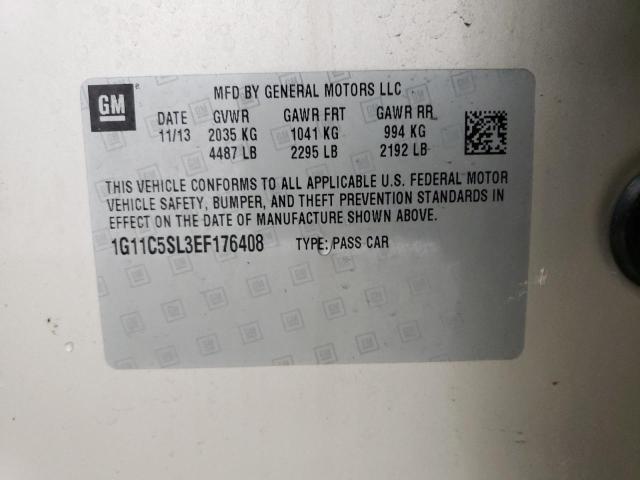 GM
MFD BY GENERAL MOTORS LLC
DATE GVWR GAWR FRT GAWR RR
11/13 2035 KG 1041 KG 994 KG
4487 LB 2295 LB 2192 LB
THIS VEHICLE CONFORMS TO ALL APPLICABLE U.S. FEDERAL MOTOR
VEHICLE SAFETY, BUMPER, AND THEFT PREVENTION STANDARDS IN
EFFECT ON THE DATE OF MANUFACTURE SHOWN ABOVE.
1G11C5SL3EF176408 TYPE: PASS CAR